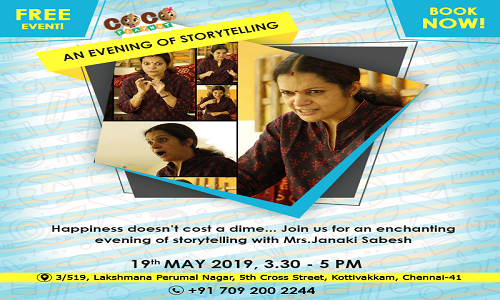 FREE
EVENT!
COCO
PLAYHUT
BOOK
NOW!
AN EVENING OF STORYTELLING
Happiness doesn't cost a dime... Join us for an enchanting
evening of storytelling with Mrs.Janaki Sabesh
19th MAY 2019, 3.30 - 5 PM
3/519, Lakshmana Perumal Nagar, 5th Cross Street, Kottivakkam, Chennai-41
+91 709 200 2244